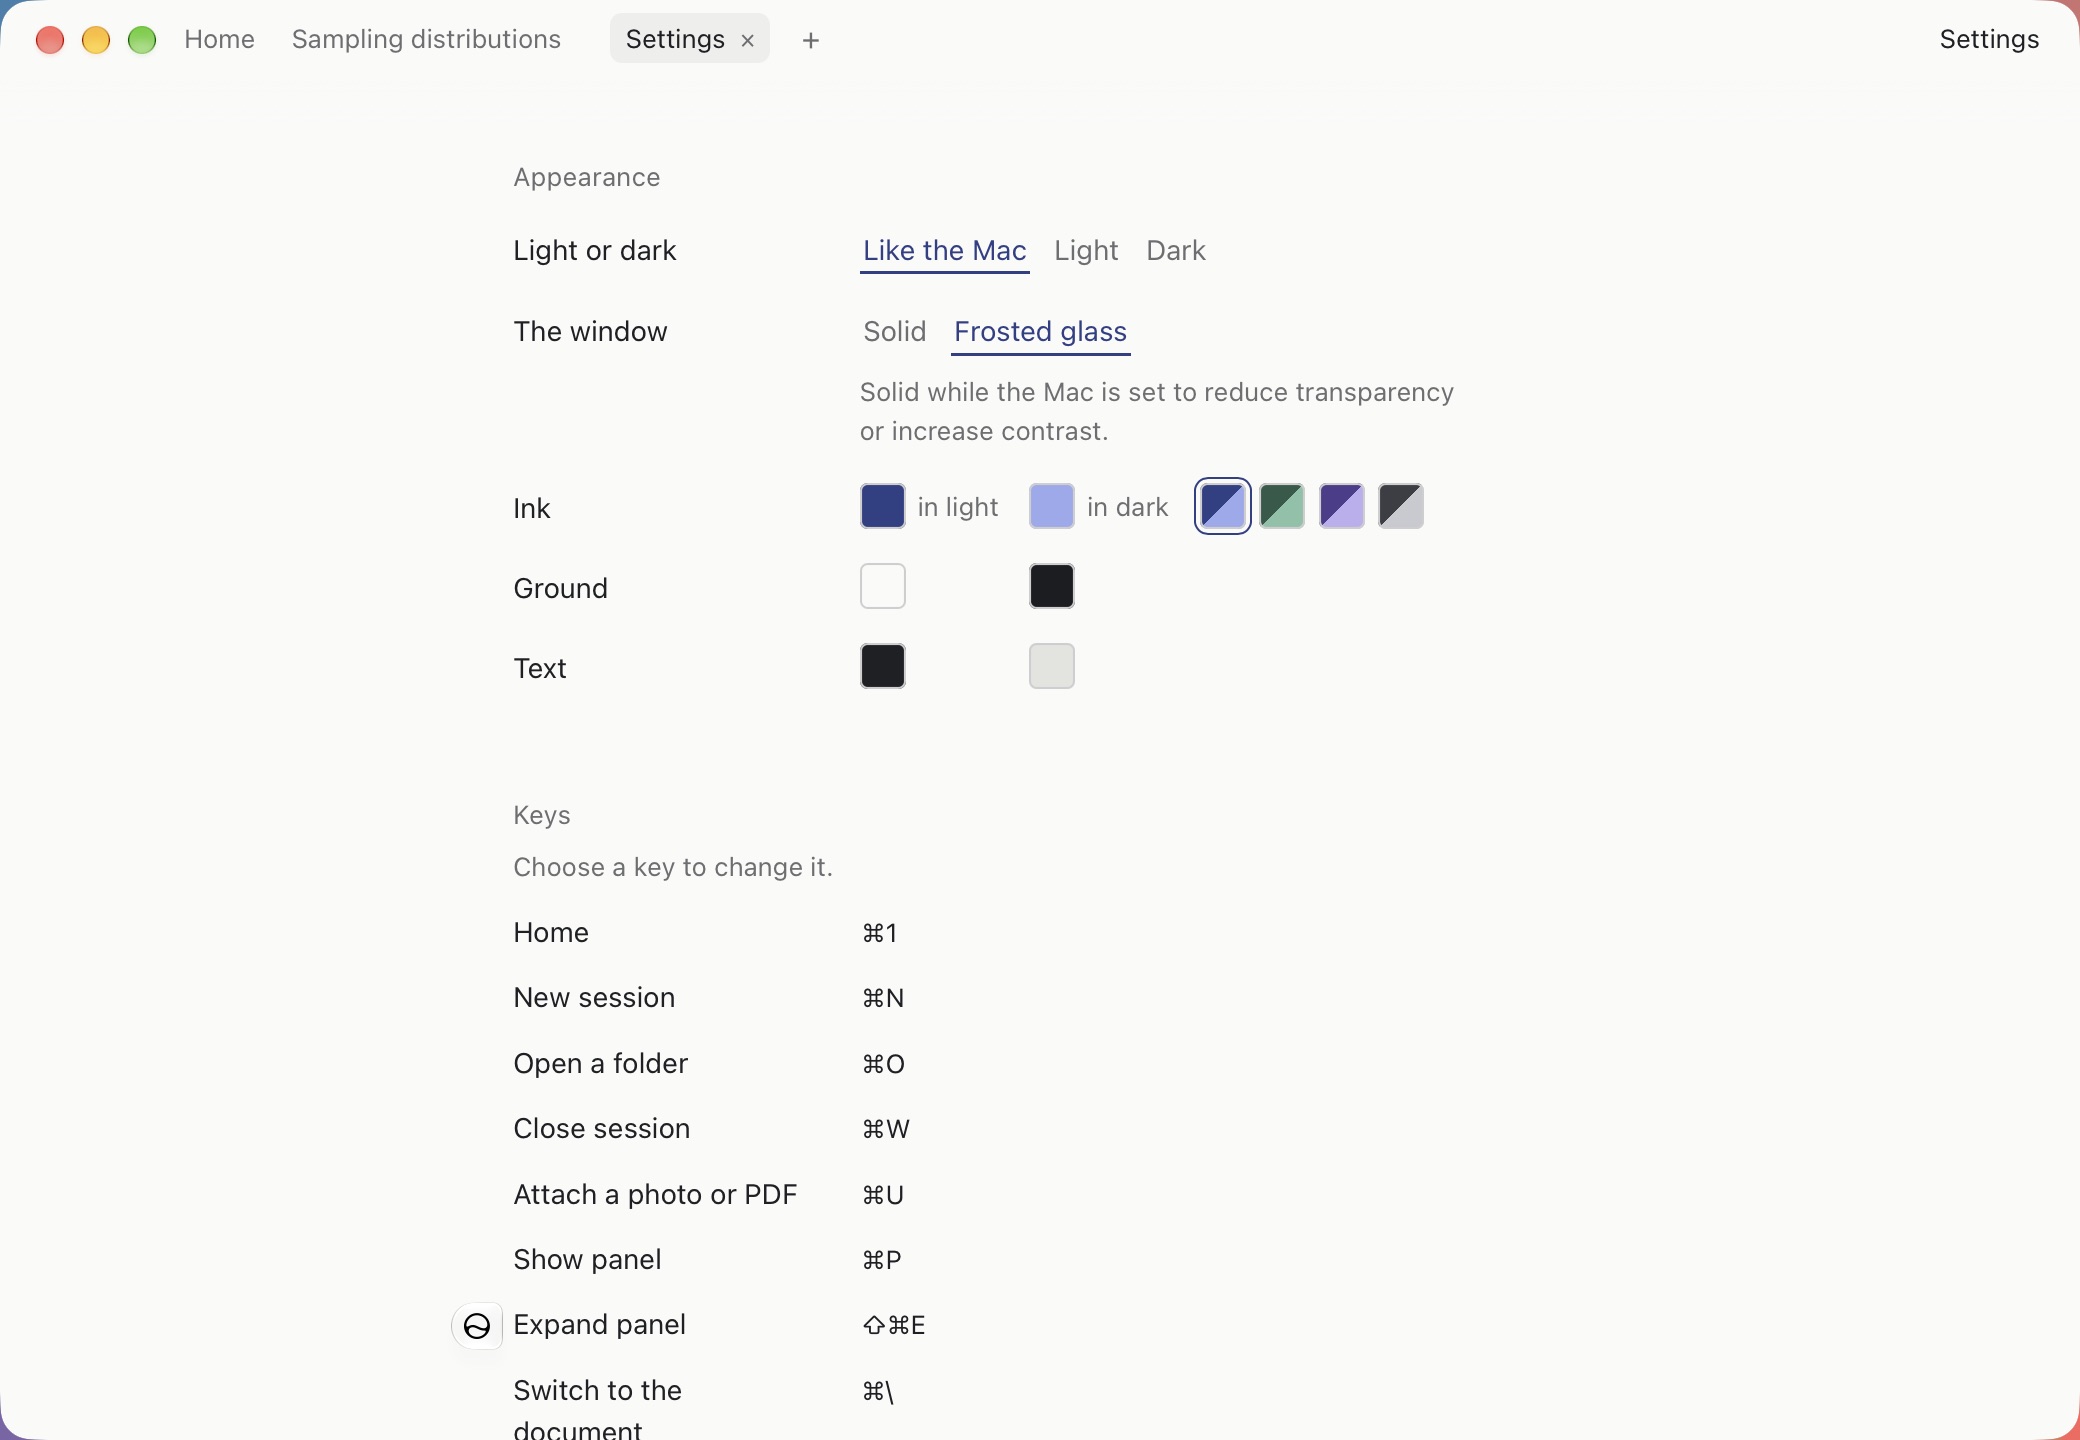 Home Sampling distributions Settings × + Settings
Appearance
Light or dark Like the Mac Light Dark
The window Solid Frosted glass
Solid while the Mac is set to reduce transparency
or increase contrast.
Ink in light in dark
Ground
Text
Keys
Choose a key to change it.
Home ⌘1
New session ⌘N
Open a folder ⌘O
Close session ⌘W
Attach a photo or PDF ⌘U
Show panel ⌘P
Expand panel ⇧⌘E
Switch to the ⌘\
document